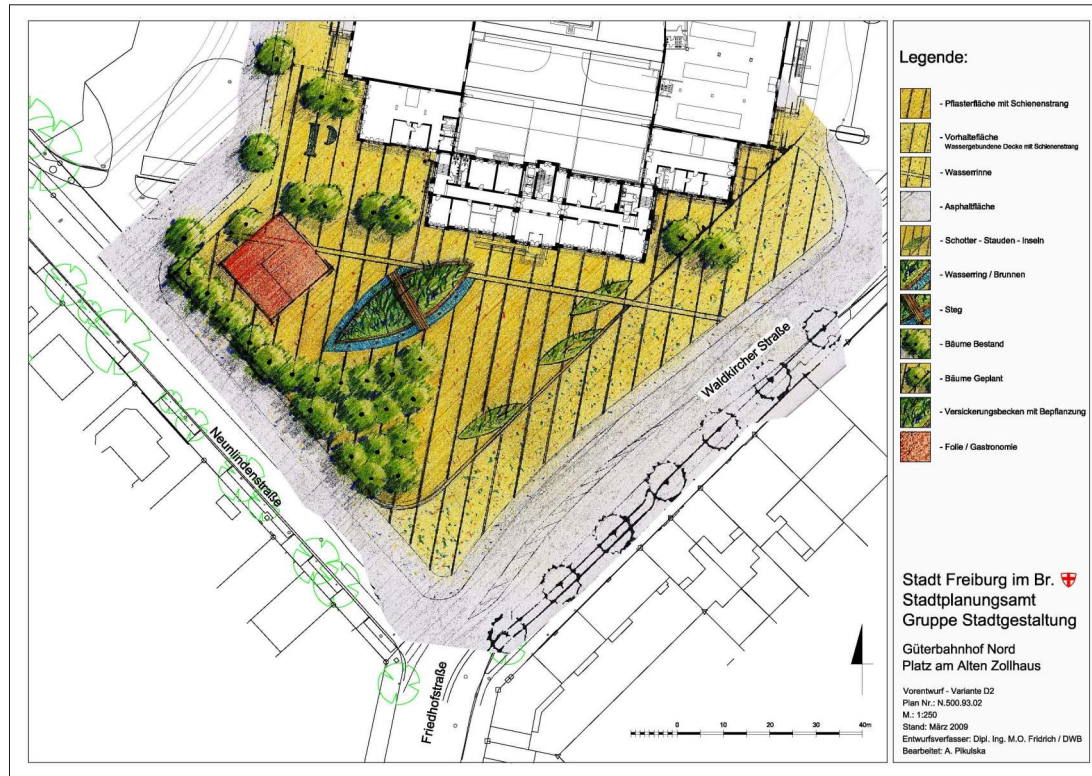 Legende:
- Pflasterfläche mit Schienenstrang
- Vorhaltefläche
Wassergebundene Decke mit Schienenstrang
- Wasserrinne
- Asphaltfläche
- Schotter - Stauden - Inseln
- Wasserring / Brunnen
- Steg
- Bäume Bestand
- Bäume Geplant
- Versickerungsbecken mit Bepflanzung
- Folie / Gastronomie
Stadt Freiburg im Br.
Stadtplanungsamt
Gruppe Stadtgestaltung
Güterbahnhof Nord
Platz am Alten Zollhaus
Vorentwurf - Variante D2
Plan Nr.: N.500.93.02
M.: 1:250
Stand: März 2009
Entwurfsverfasser: Dipl. Ing. M.O. Fridrich / DWB
Bearbeitet: A. Pikulska
P
Waldkircher Straße
Neunlindenstraße
Friedhofstraße
0 10 20 30 40m